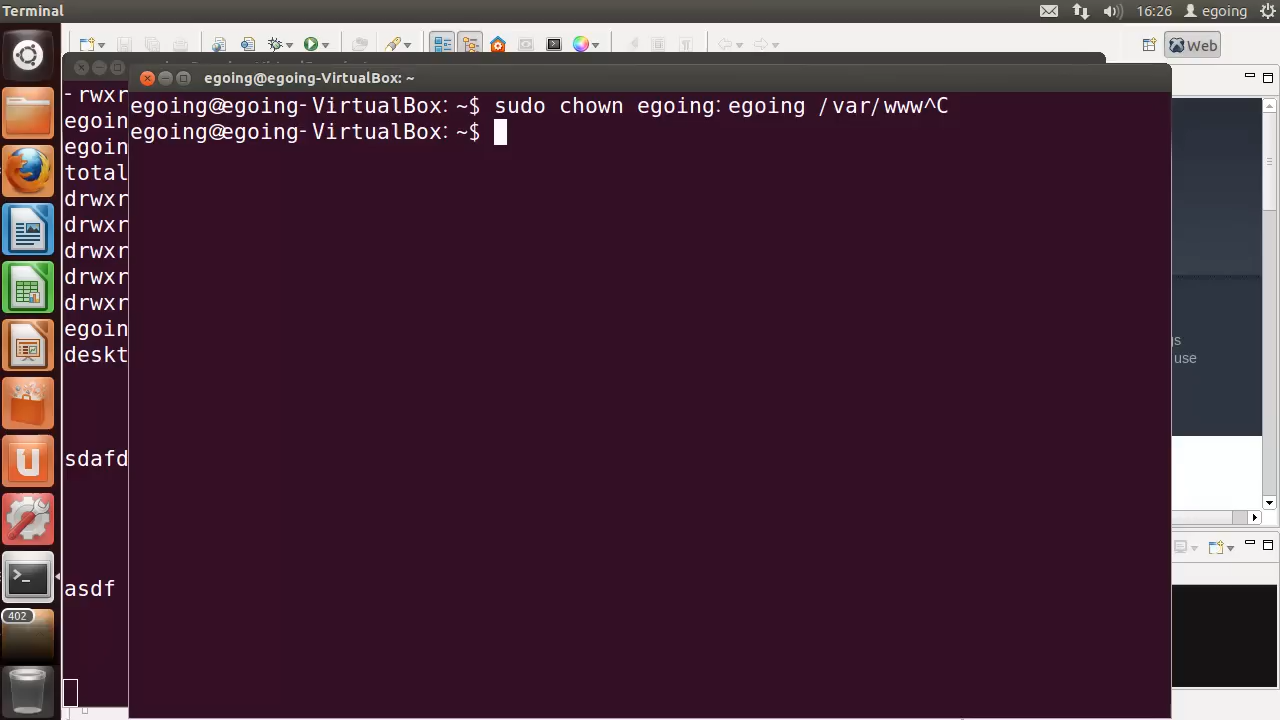 Terminal
16:26
egoing
Web
egoing@egoing-VirtualBox: ~
egoing@egoing-VirtualBox:~$ sudo chown egoing:egoing /var/www^C
egoing@egoing-VirtualBox:~$
-rwxr
egoing
egoin
total
drwxr
drwxr
drwxr
drwxr
drwxr
egoin
deskt
sdafd
asdf
use
402